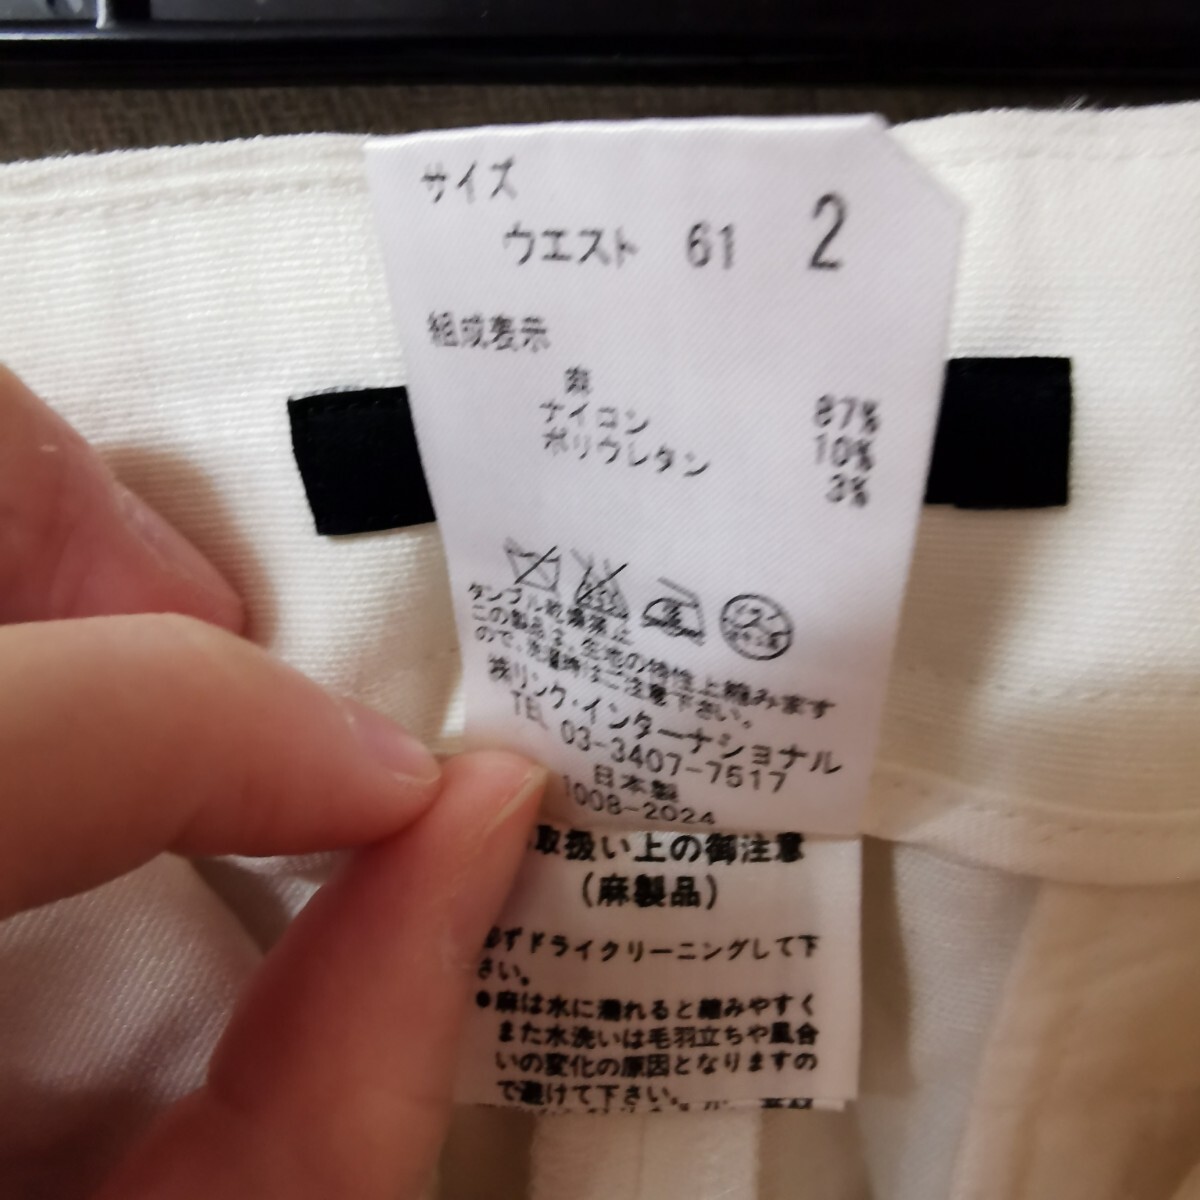 サイズ
ウエスト 61 2
組成表示
麻 87%
ナイロン 10%
ポリウレタン 3%
タンブル乾燥禁止
この製品は、生地の特性上縮みます
ので、洗濯時はご注意下さい。
㈱リンク・インターナショナル
TEL 03-3407-7517
日本製
1008-2024
取扱い上の御注意
(麻製品)
必ずドライクリーニングして下
さい。
●麻は水に濡れると縮みやすく
また水洗いは毛羽立ちや風合
いの変化の原因となりますの
で避けて下さい。